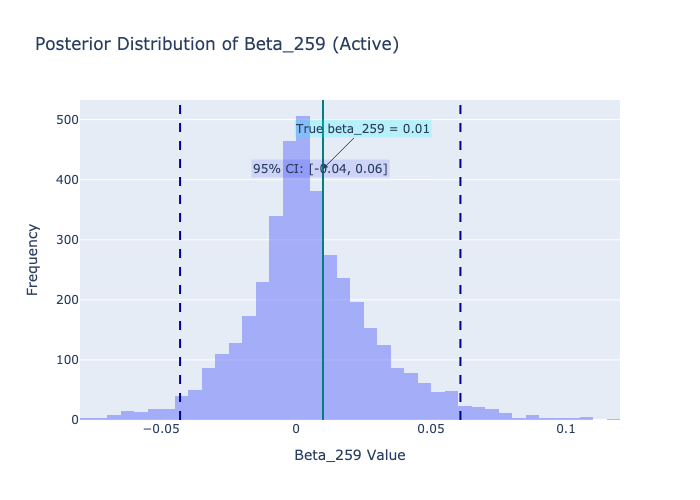 Posterior Distribution of Beta_259 (Active)
500
True beta_259 = 0.01
95% CI: [-0.04, 0.06]
400
300
200
100
0
−0.05
0
0.05
0.1
Frequency
Beta_259 Value